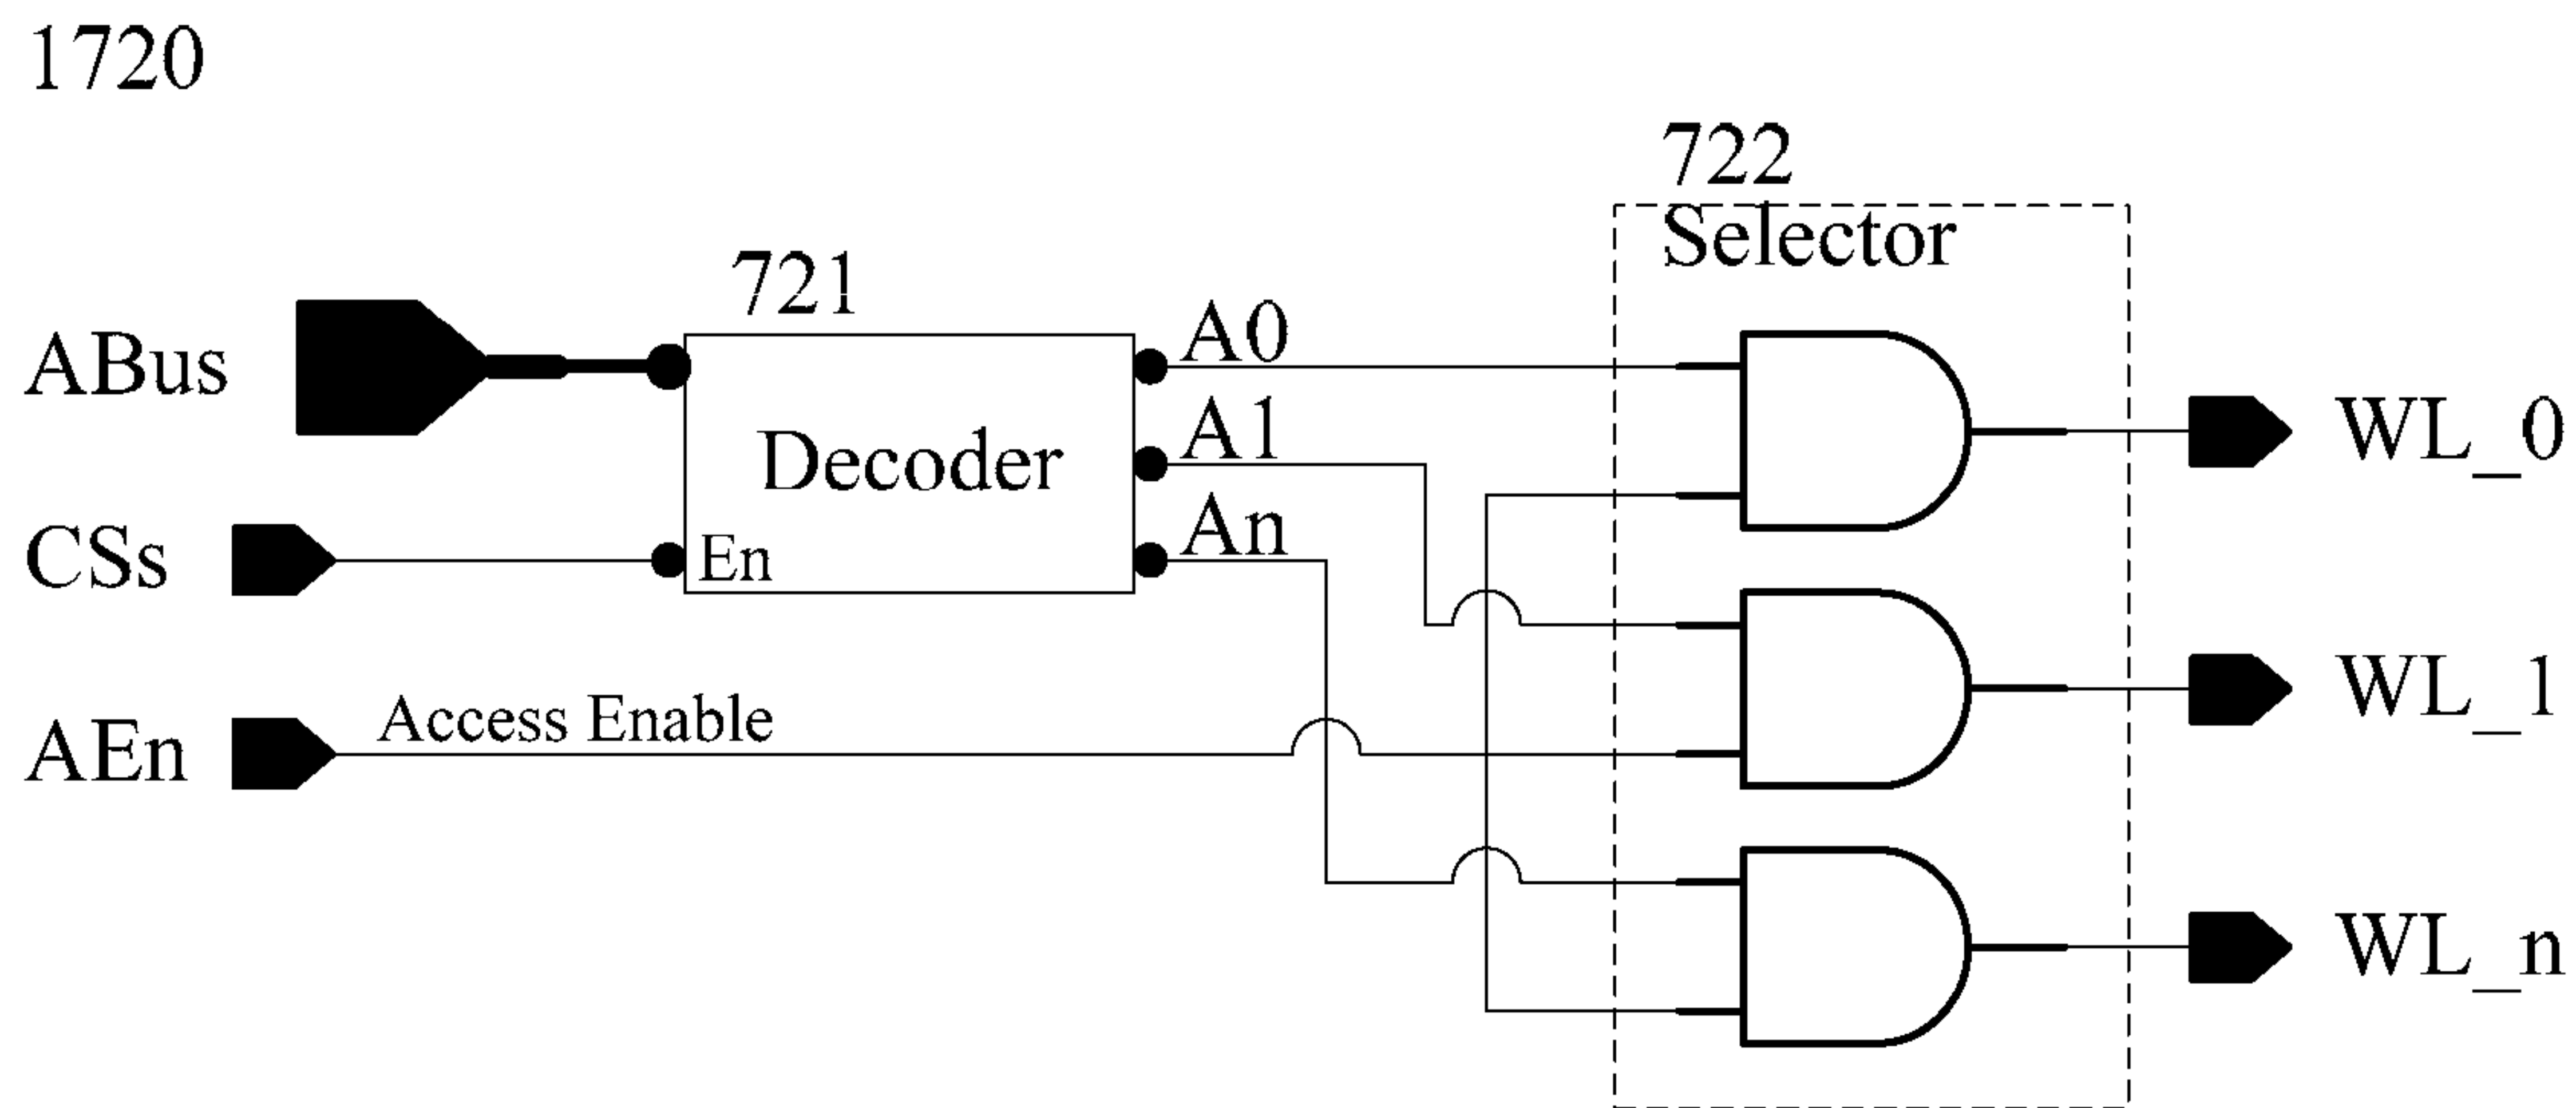 1720
722
Selector
721
ABus
Decoder
A0
A1
An
WL_0
CSs
En
WL_1
AEn
Access Enable
WL_n